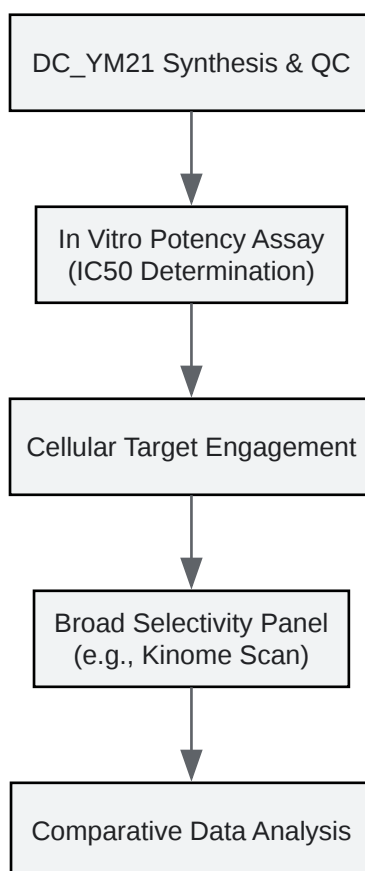 DC_YM21 Synthesis & QC
In Vitro Potency Assay
(IC50 Determination)
Cellular Target Engagement
Broad Selectivity Panel
(e.g., Kinome Scan)
Comparative Data Analysis